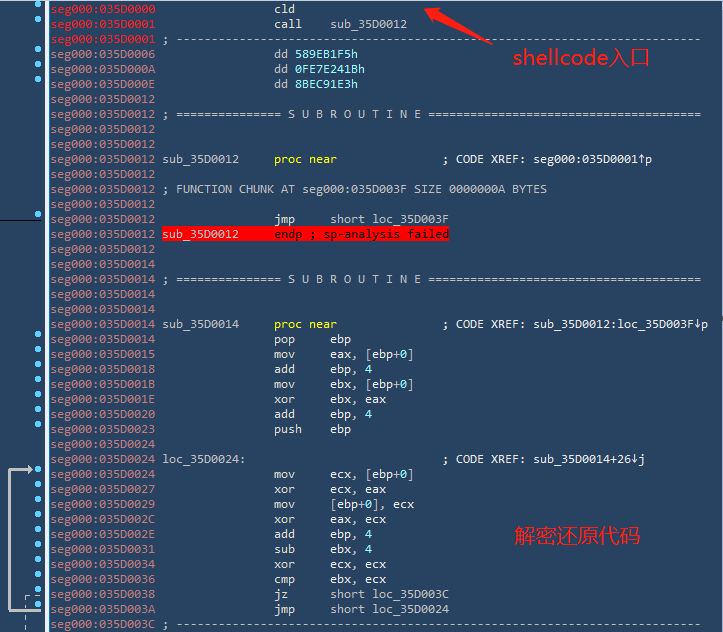 seg000:035D0000 cld
seg000:035D0001 call sub_35D0012
seg000:035D0001 ; ---------------------------------------------------------------------------
shellcode入口
seg000:035D0006 dd 589EB1F5h
seg000:035D000A dd 0FE7E241Bh
seg000:035D000E dd 8BEC91E3h
seg000:035D0012
seg000:035D0012 ; =============== S U B R O U T I N E =======================================
seg000:035D0012
seg000:035D0012
seg000:035D0012 sub_35D0012 proc near ; CODE XREF: seg000:035D0001↑p
seg000:035D0012
seg000:035D0012 ; FUNCTION CHUNK AT seg000:035D003F SIZE 0000000A BYTES
seg000:035D0012
seg000:035D0012 jmp short loc_35D003F
seg000:035D0012 sub_35D0012 endp ; sp-analysis failed
seg000:035D0012
seg000:035D0014
seg000:035D0014 ; =============== S U B R O U T I N E =======================================
seg000:035D0014
seg000:035D0014
seg000:035D0014 sub_35D0014 proc near ; CODE XREF: sub_35D0012:loc_35D003F↓p
seg000:035D0014 pop ebp
seg000:035D0015 mov eax, [ebp+0]
seg000:035D0018 add ebp, 4
seg000:035D001B mov ebx, [ebp+0]
seg000:035D001E xor ebx, eax
seg000:035D0020 add ebp, 4
seg000:035D0023 push ebp
seg000:035D0024
seg000:035D0024 loc_35D0024: ; CODE XREF: sub_35D0014+26↓j
seg000:035D0024 mov ecx, [ebp+0]
seg000:035D0027 xor ecx, eax
seg000:035D0029 mov [ebp+0], ecx
seg000:035D002C xor eax, ecx
seg000:035D002E add ebp, 4
解密还原代码
seg000:035D0031 sub ebx, 4
seg000:035D0034 xor ecx, ecx
seg000:035D0036 cmp ebx, ecx
seg000:035D0038 jz short loc_35D003C
seg000:035D003A jmp short loc_35D0024
seg000:035D003C ; ---------------------------------------------------------------------------